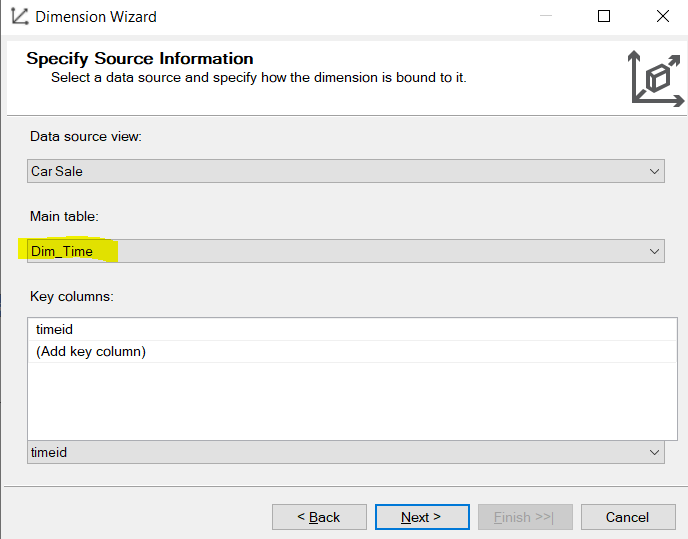 Dimension Wizard
Specify Source Information
Select a data source and specify how the dimension is bound to it.
Data source view:
Car Sale
Main table:
Dim_Time
Key columns:
timeid
(Add key column)
timeid
< Back
Next >
Finish >>|
Cancel